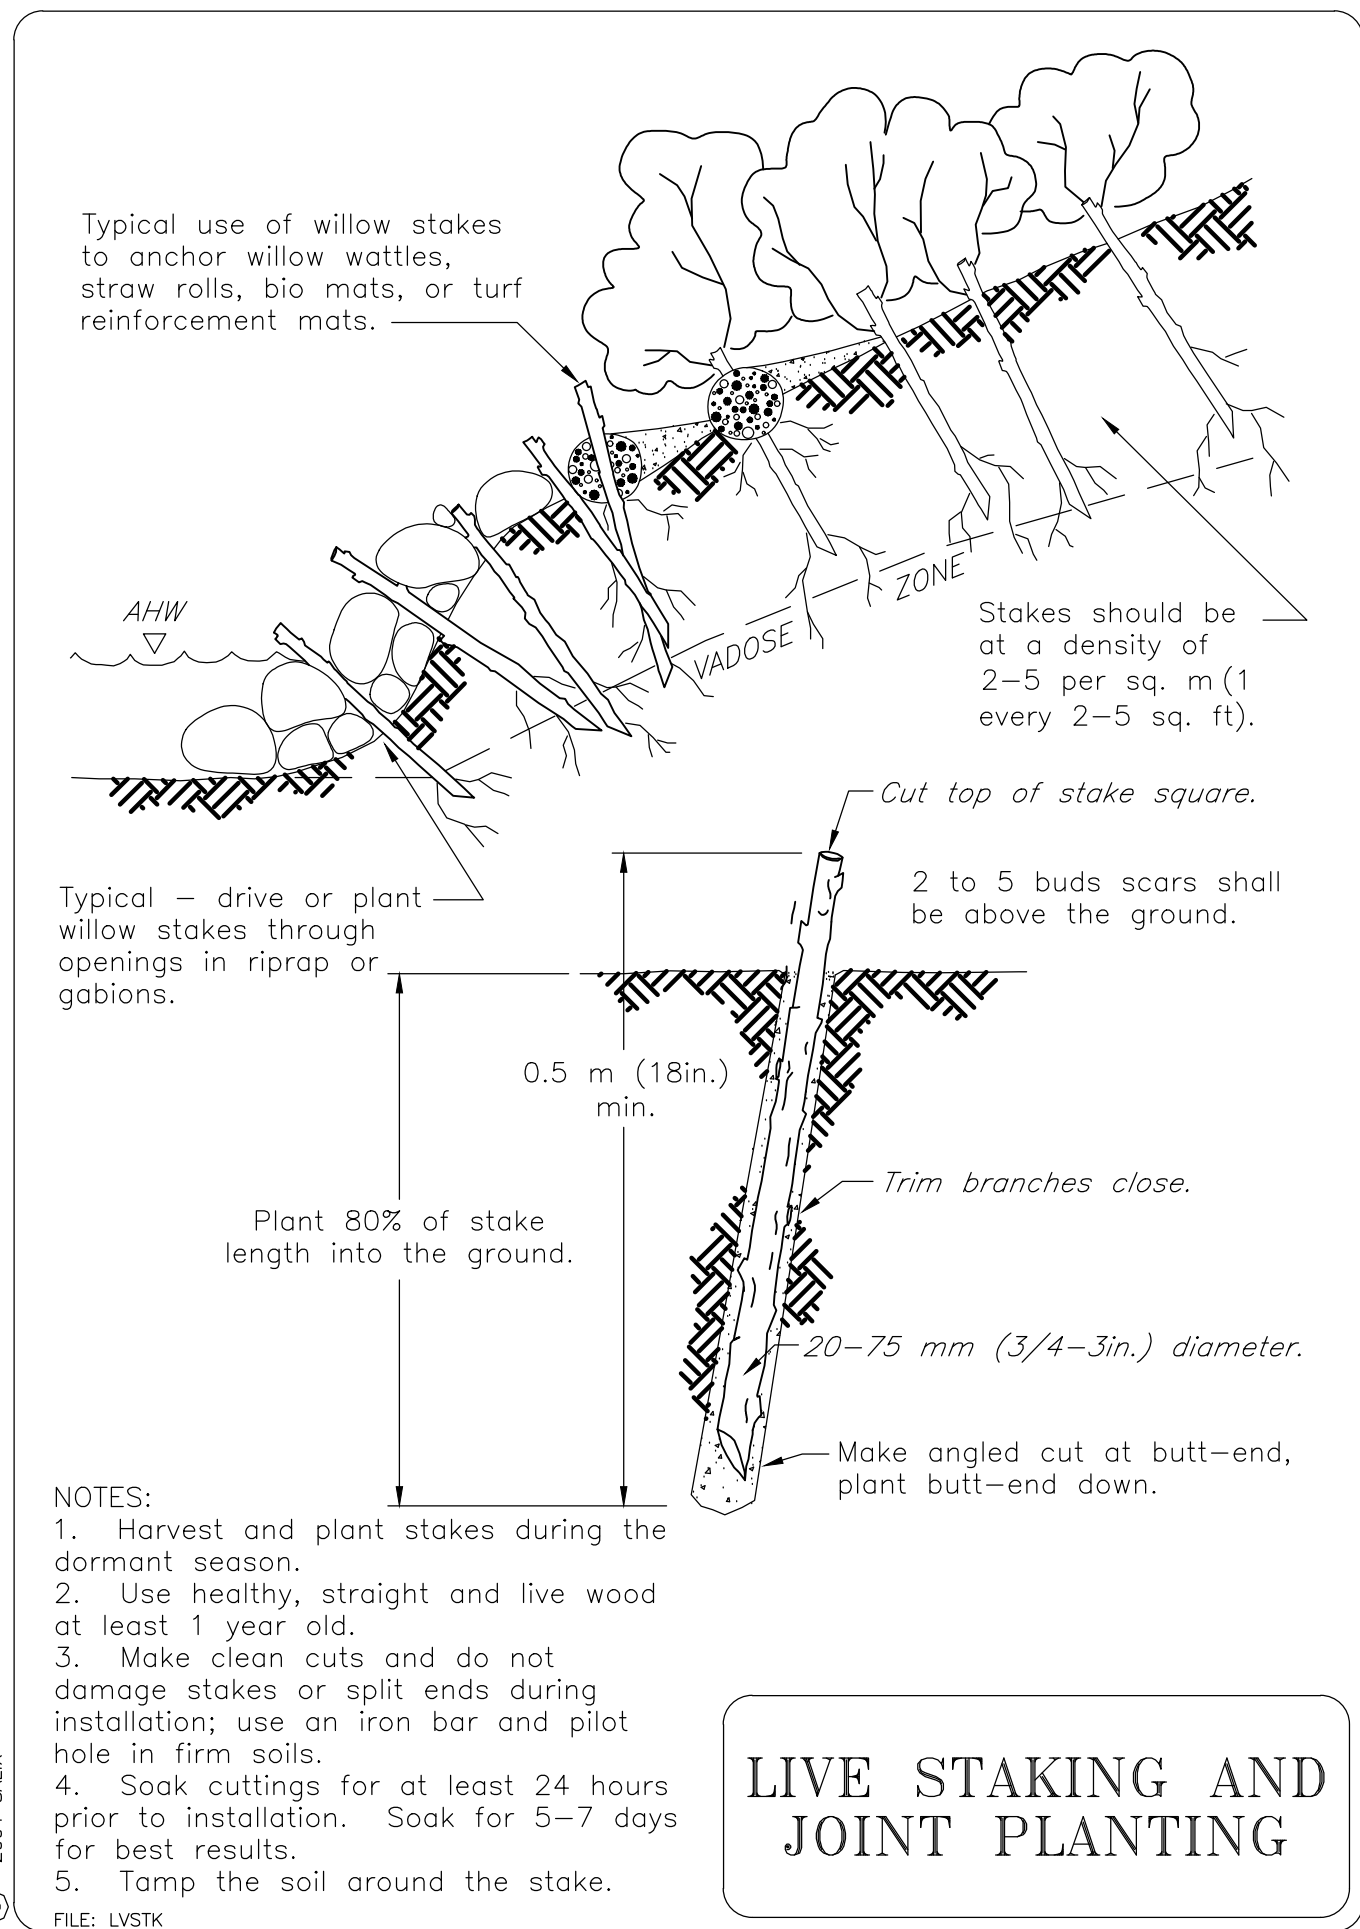 Typical use of willow stakes
to anchor willow wattles,
straw rolls, bio mats, or turf
reinforcement mats.
AHW
VADOSE ZONE
Stakes should be
at a density of
2-5 per sq. m (1
every 2-5 sq. ft).
Typical - drive or plant
willow stakes through
openings in riprap or
gabions.
Cut top of stake square.
2 to 5 buds scars shall
be above the ground.
0.5 m (18in.)
min.
Trim branches close.
Plant 80% of stake
length into the ground.
20-75 mm (3/4-3in.) diameter.
Make angled cut at butt-end,
plant butt-end down.
NOTES:
1. Harvest and plant stakes during the
dormant season.
2. Use healthy, straight and live wood
at least 1 year old.
3. Make clean cuts and do not
damage stakes or split ends during
installation; use an iron bar and pilot
hole in firm soils.
4. Soak cuttings for at least 24 hours
prior to installation. Soak for 5-7 days
for best results.
5. Tamp the soil around the stake.
FILE: LVSTK
LIVE STAKING AND
JOINT PLANTING